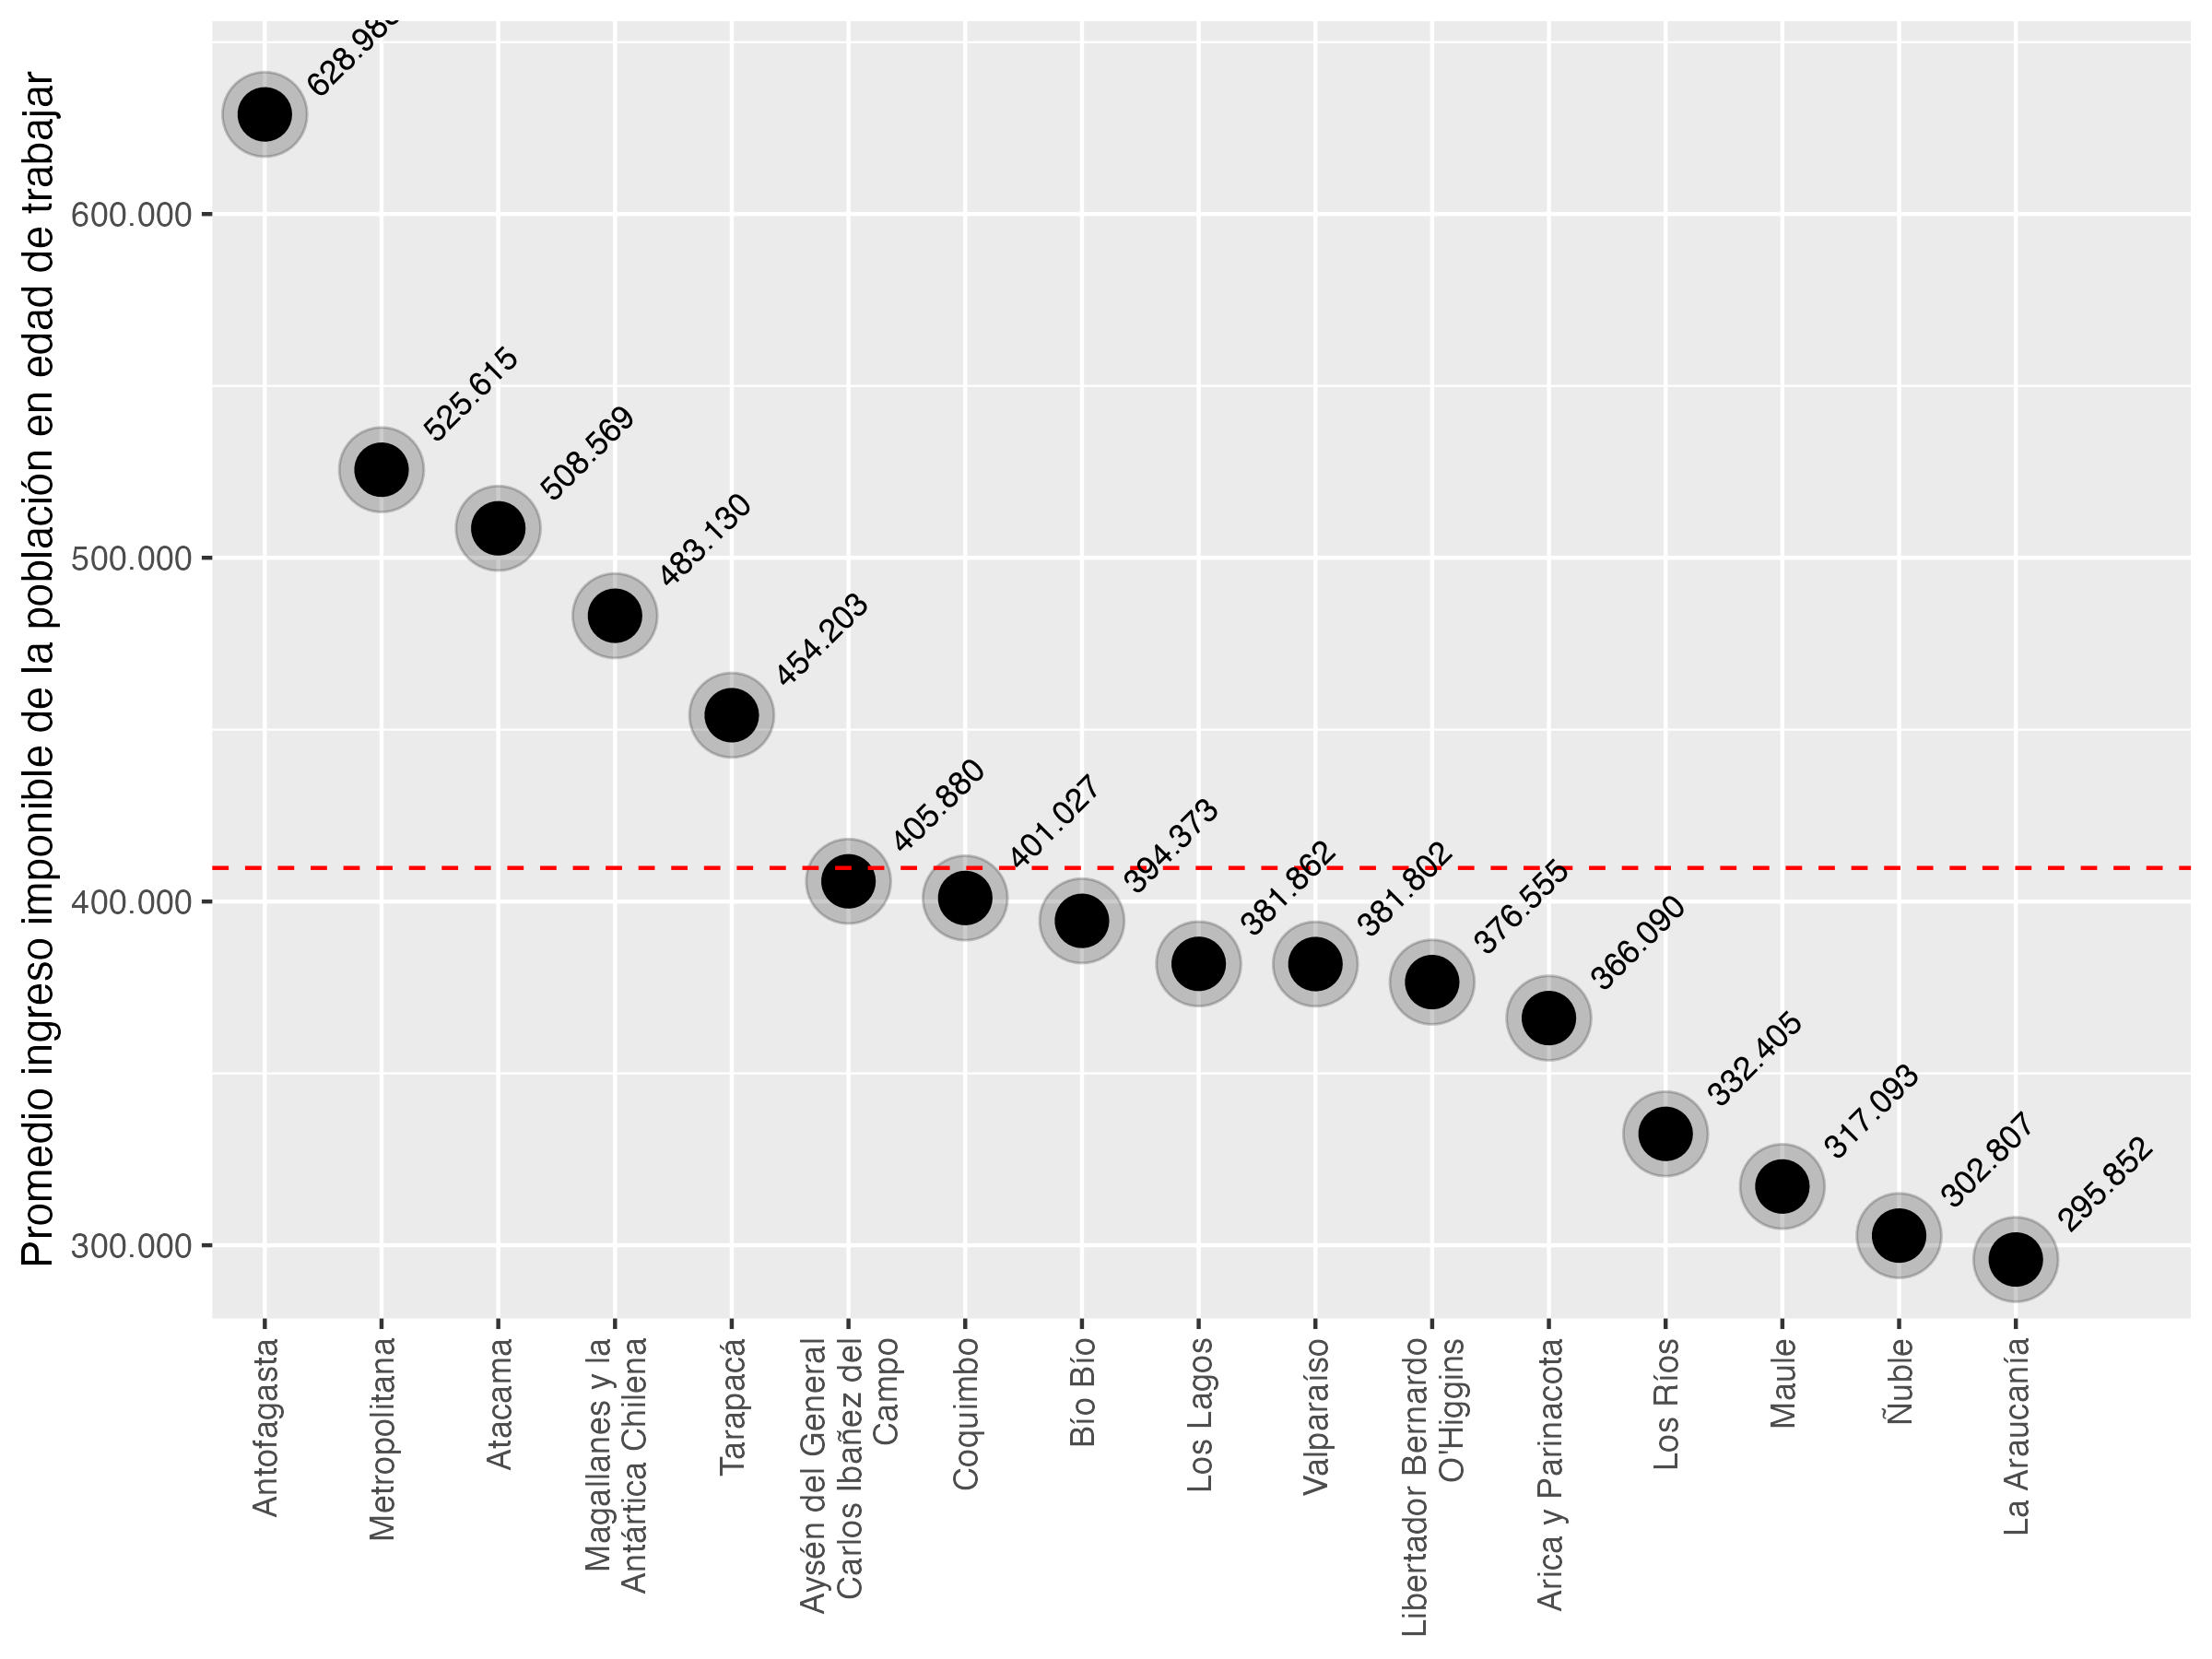 Promedio ingreso imponible de la población en edad de trabajar
600.000
500.000
400.000
300.000
525.615
508.569
483.130
454.203
405.880
401.027
394.373
381.862
381.802
376.555
366.090
332.405
317.093
302.807
295.852
Antofagasta
Metropolitana
Atacama
Magallanes y la
Antártica Chilena
Tarapacá
Aysén del General
Carlos Ibañez del
Campo
Coquimbo
Bío Bío
Los Lagos
Valparaíso
Libertador Bernardo
O'Higgins
Arica y Parinacota
Los Ríos
Maule
Ñuble
La Araucanía